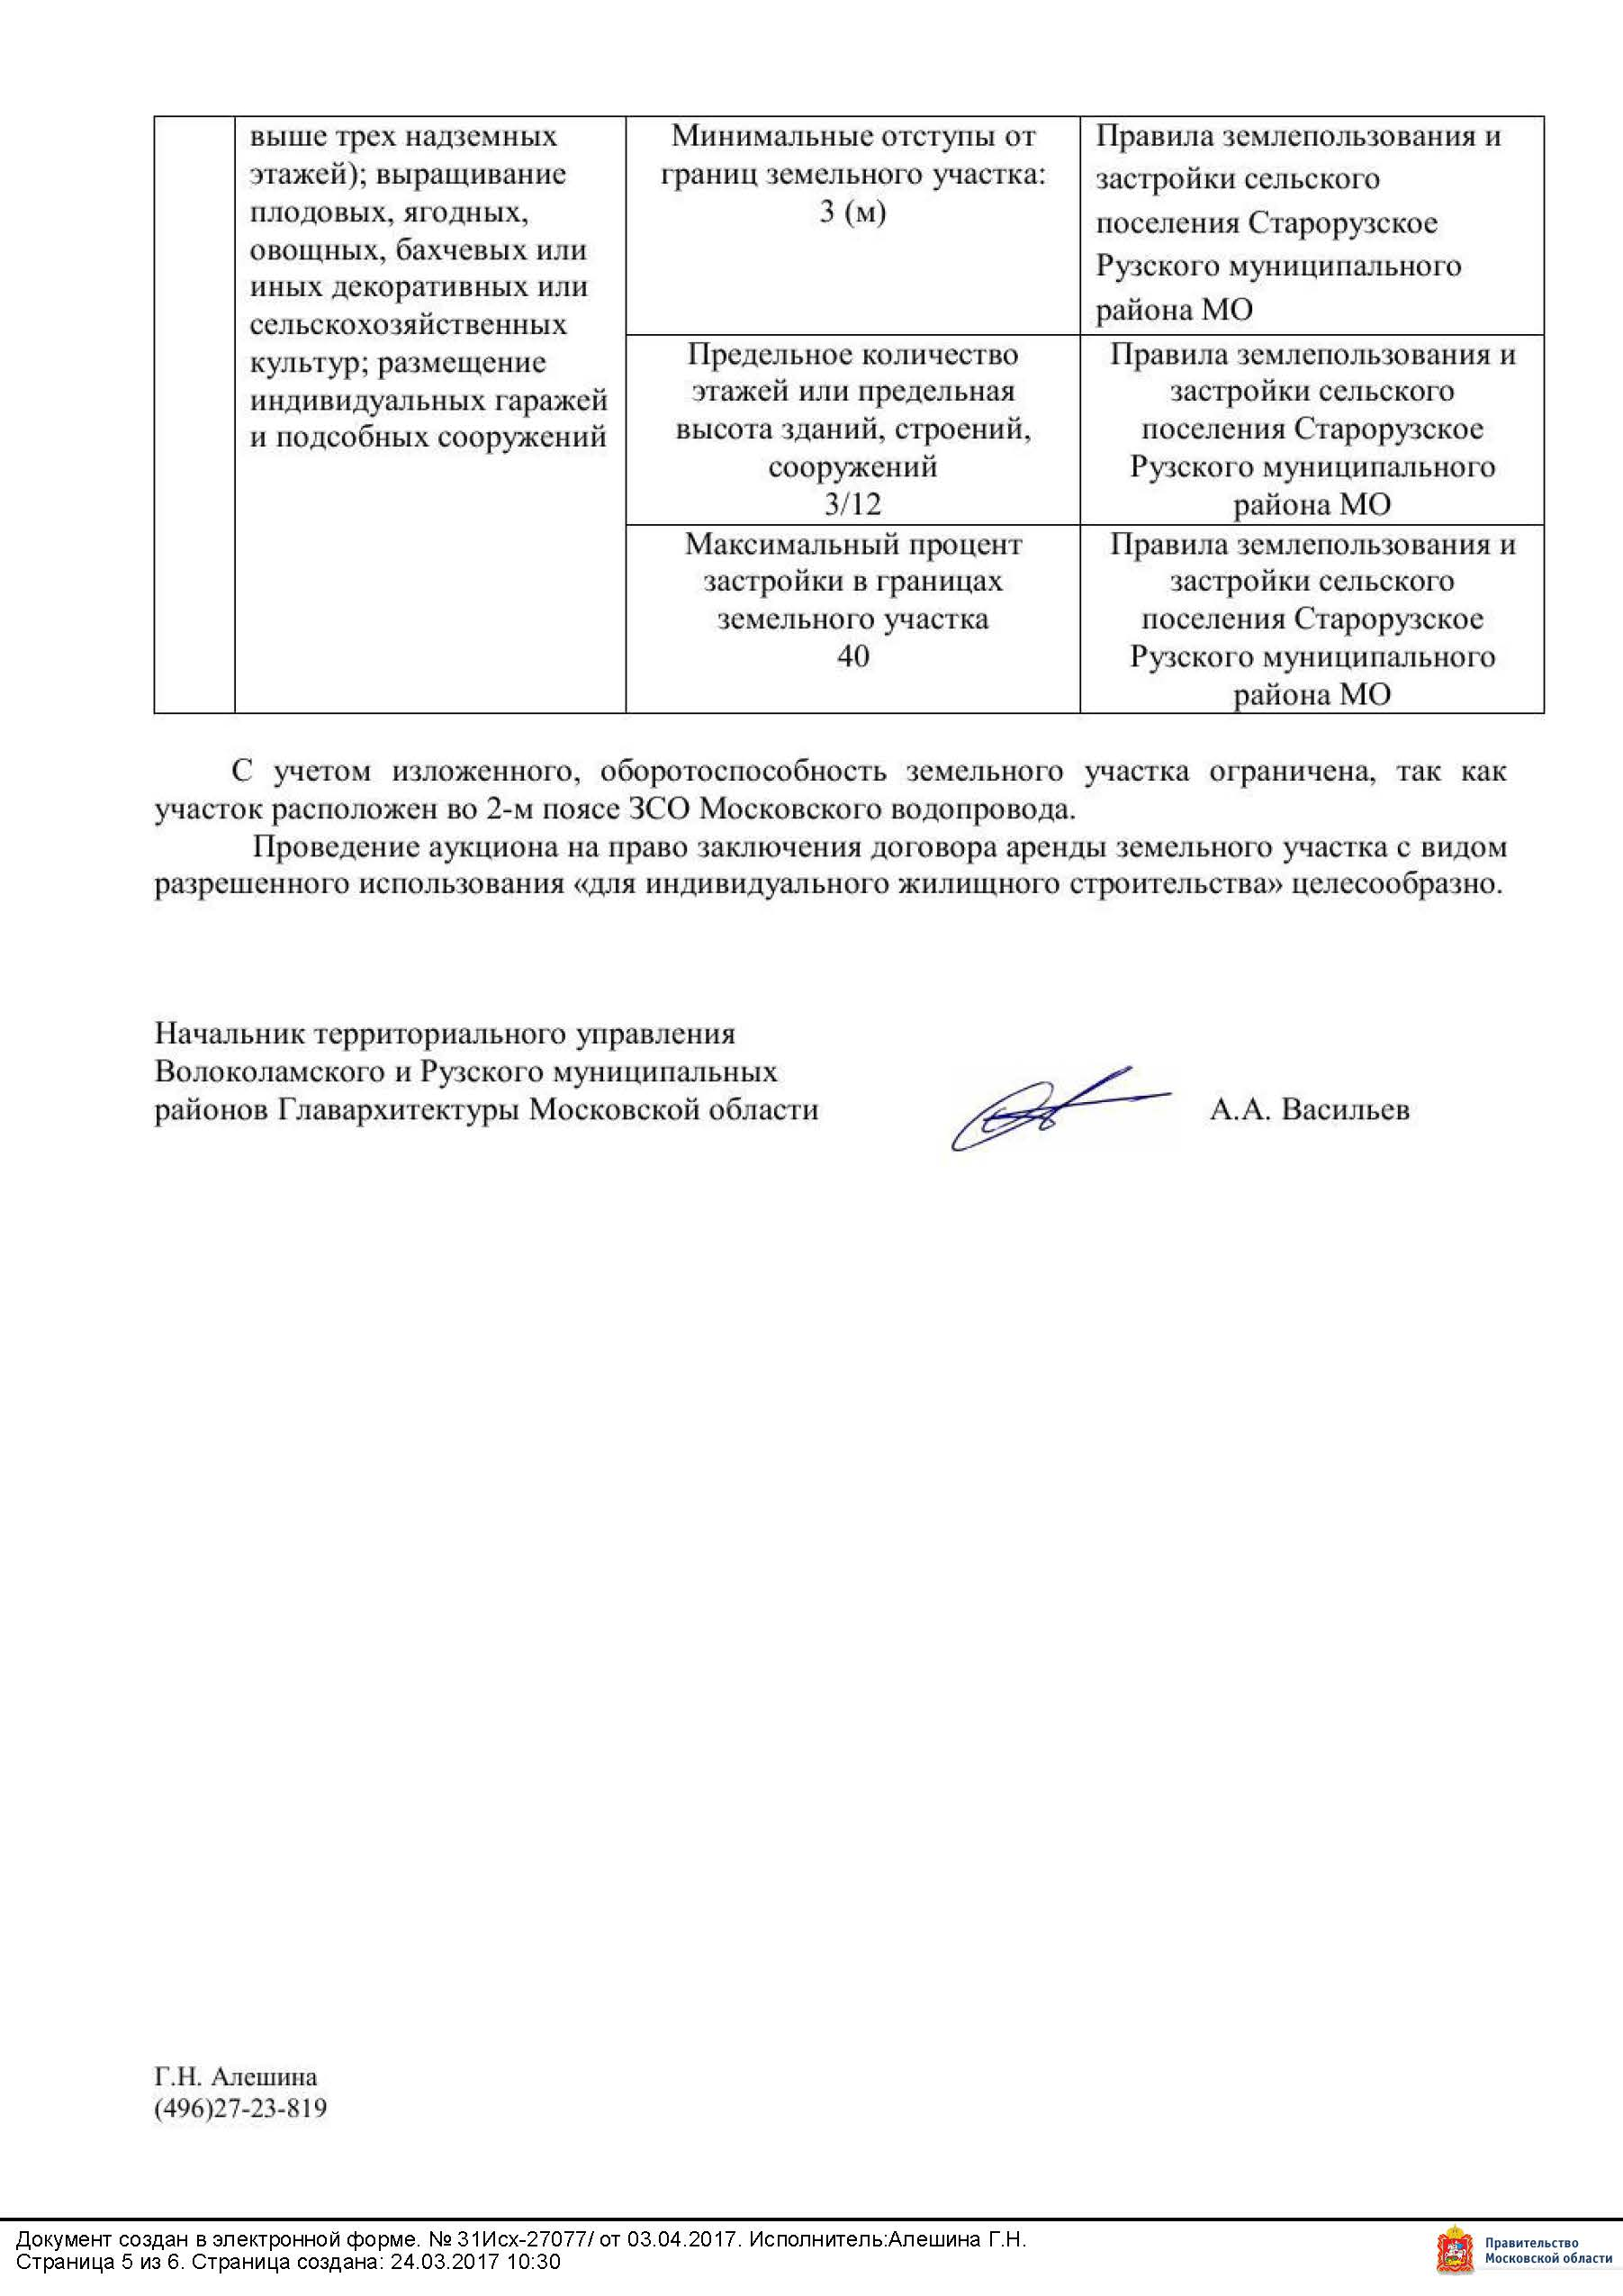 выше трех надземных
этажей); выращивание
плодовых, ягодных,
овощных, бахчевых или
иных декоративных или
сельскохозяйственных
культур; размещение
индивидуальных гаражей
и подсобных сооружений
Минимальные отступы от
границ земельного участка:
3 (м)
Правила землепользования и
застройки сельского
поселения Старорузское
Рузского муниципального
района МО
Предельное количество
этажей или предельная
высота зданий, строений,
сооружений
3/12
Правила землепользования и
застройки сельского
поселения Старорузское
Рузского муниципального
района МО
Максимальный процент
застройки в границах
земельного участка
40
Правила землепользования и
застройки сельского
поселения Старорузское
Рузского муниципального
района МО
С учетом изложенного, оборотоспособность земельного участка ограничена, так как
участок расположен во 2-м поясе ЗСО Московского водопровода.
Проведение аукциона на право заключения договора аренды земельного участка с видом
разрешенного использования «для индивидуального жилищного строительства» целесообразно.
Начальник территориального управления
Волоколамского и Рузского муниципальных
районов Главархитектуры Московской области
А.А. Васильев
Г.Н. Алешина
(496)27-23-819
Документ создан в электронной форме. № 31Исх-27077/ от 03.04.2017. Исполнитель:Алешина Г.Н.
Страница 5 из 6. Страница создана: 24.03.2017 10:30
Правительство
Московской области